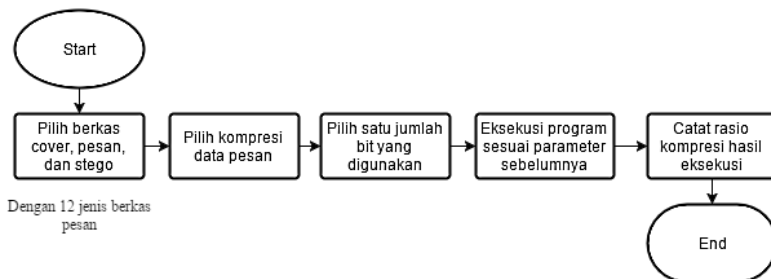 Start
Pilih berkas
cover, pesan,
dan stego
Pilih kompresi
data pesan
Pilih satu jumlah
bit yang
digunakan
Eksekusi program
sesuai parameter
sebelumnya
Catat rasio
kompresi hasil
eksekusi
Dengan 12 jenis berkas
pesan
End